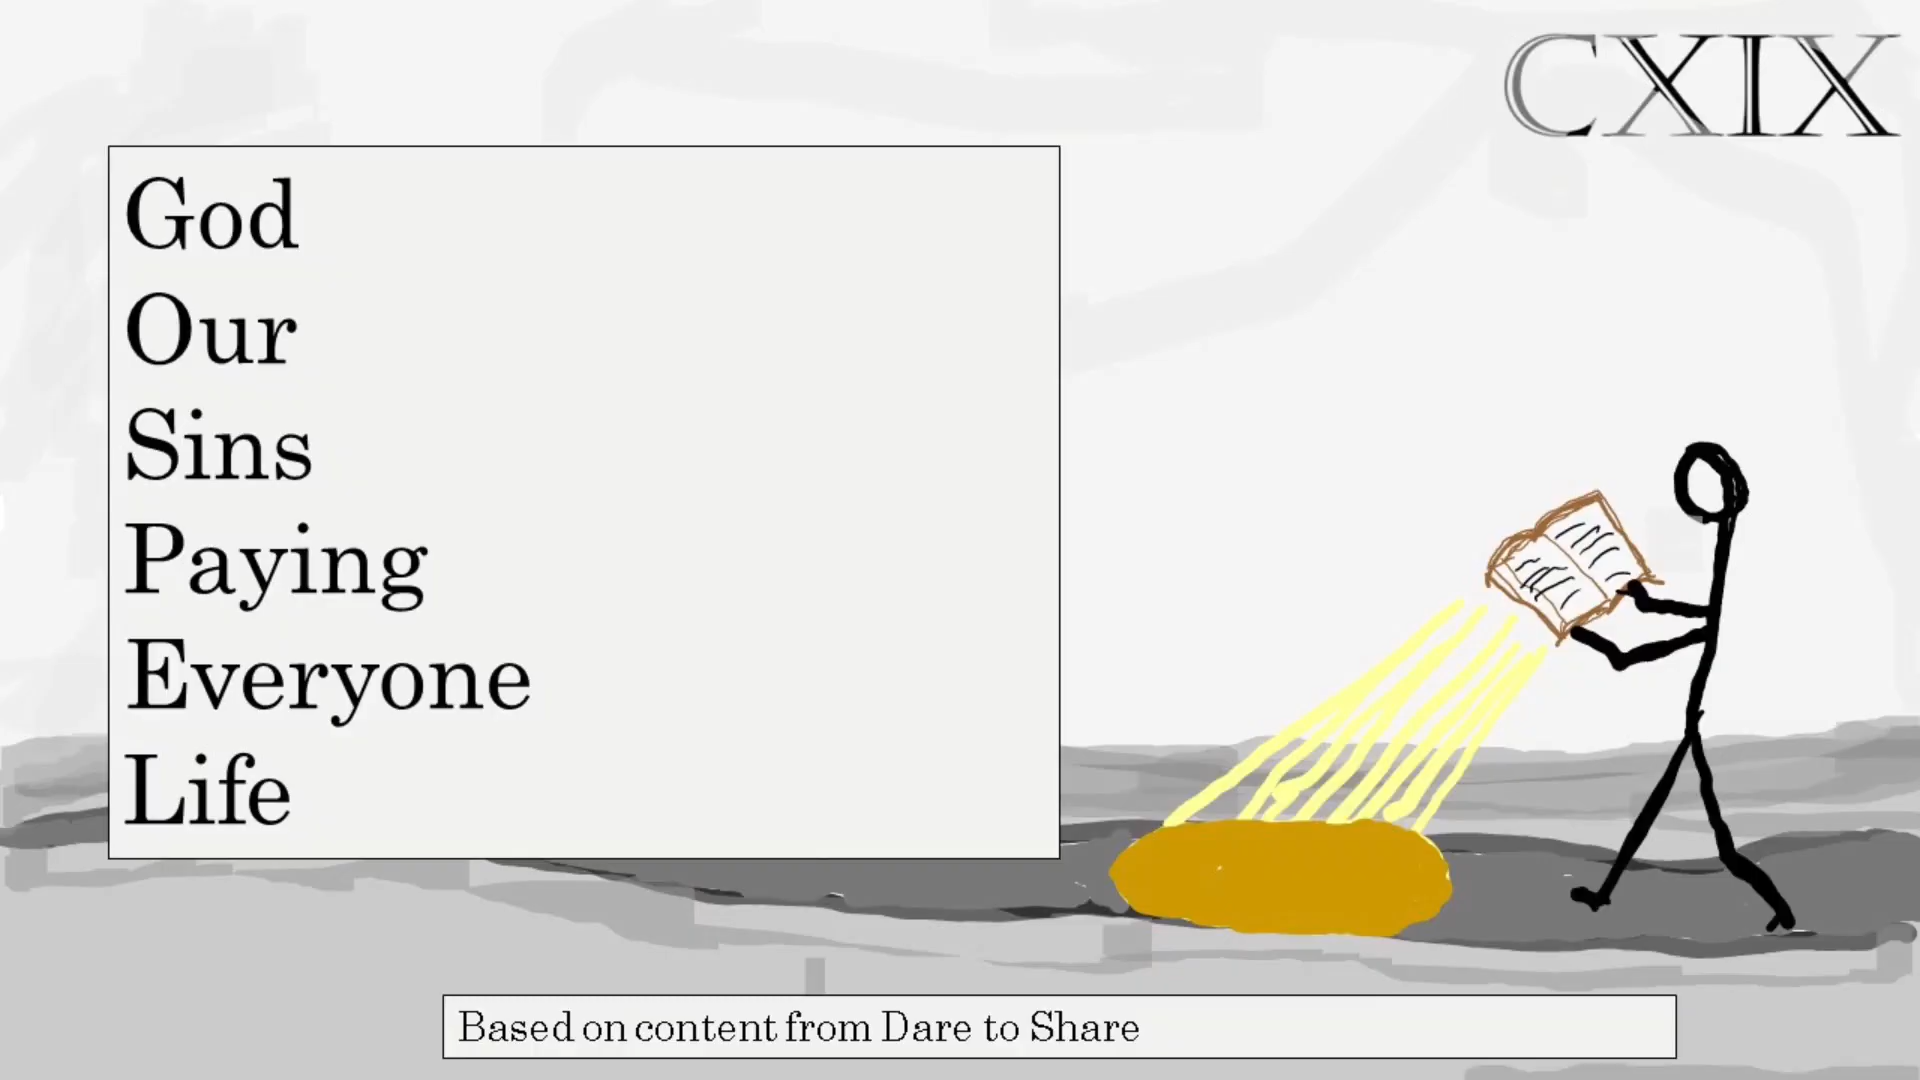 CXIX
God
Our
Sins
Paying
Everyone
Life
Based on content from Dare to Share